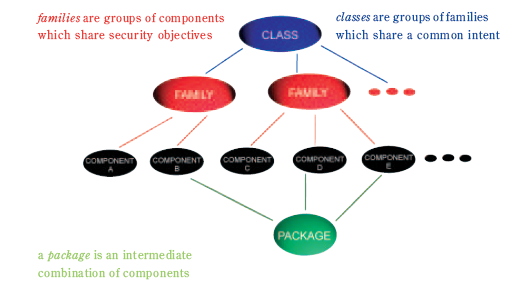 families are groups of components
which share security objectives
classes are groups of families
which share a common intent
CLASS
FAMILY
FAMILY
COMPONENT
A
COMPONENT
B
COMPONENT
C
COMPONENT
D
COMPONENT
E
PACKAGE
a package is an intermediate
combination of components